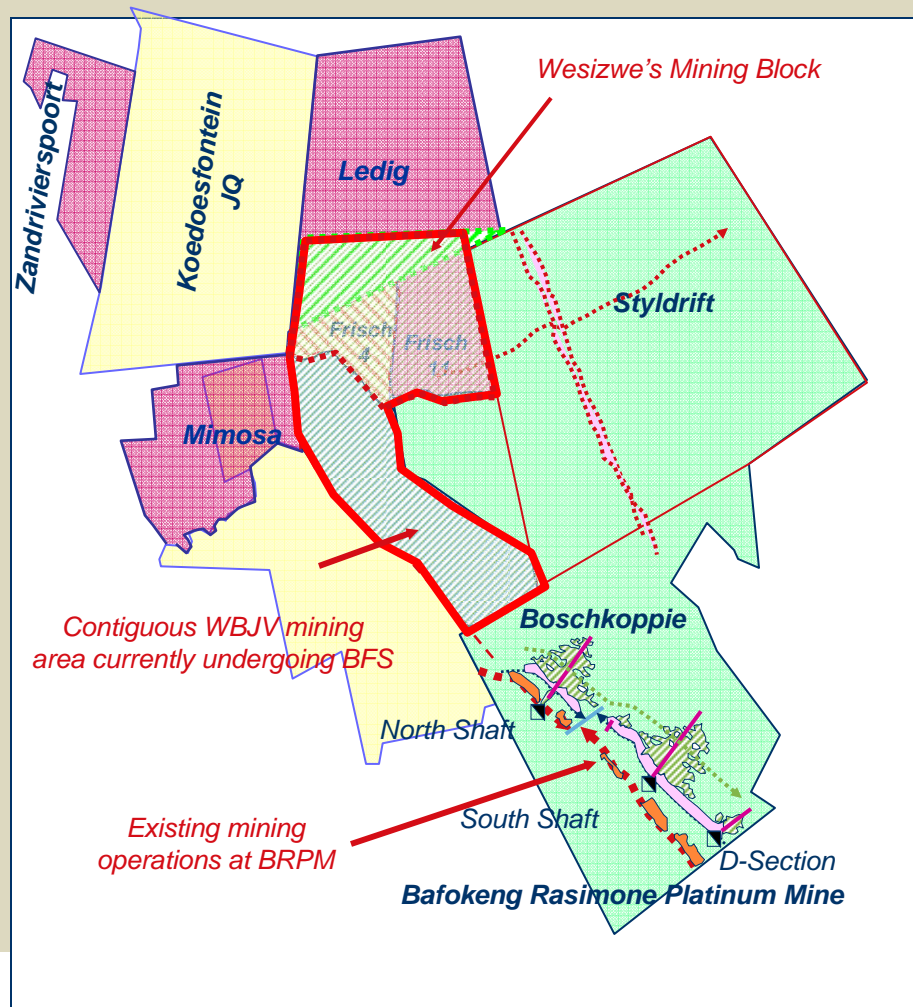 Wesizwe's Mining Block
Zandrivierspoort
Koedoesfontein
JQ
Ledig
Styldrift
Frisch
4
Frisch
11
Mimosa
Contiguous WBJV mining
area currently undergoing BFS
Boschkoppie
North Shaft
South Shaft
Existing mining
operations at BRPM
D-Section
Bafokeng Rasimone Platinum Mine